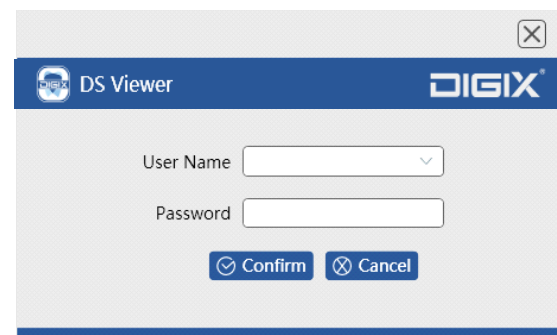 DS Viewer
DIGIX®
User Name
Password
Confirm
Cancel